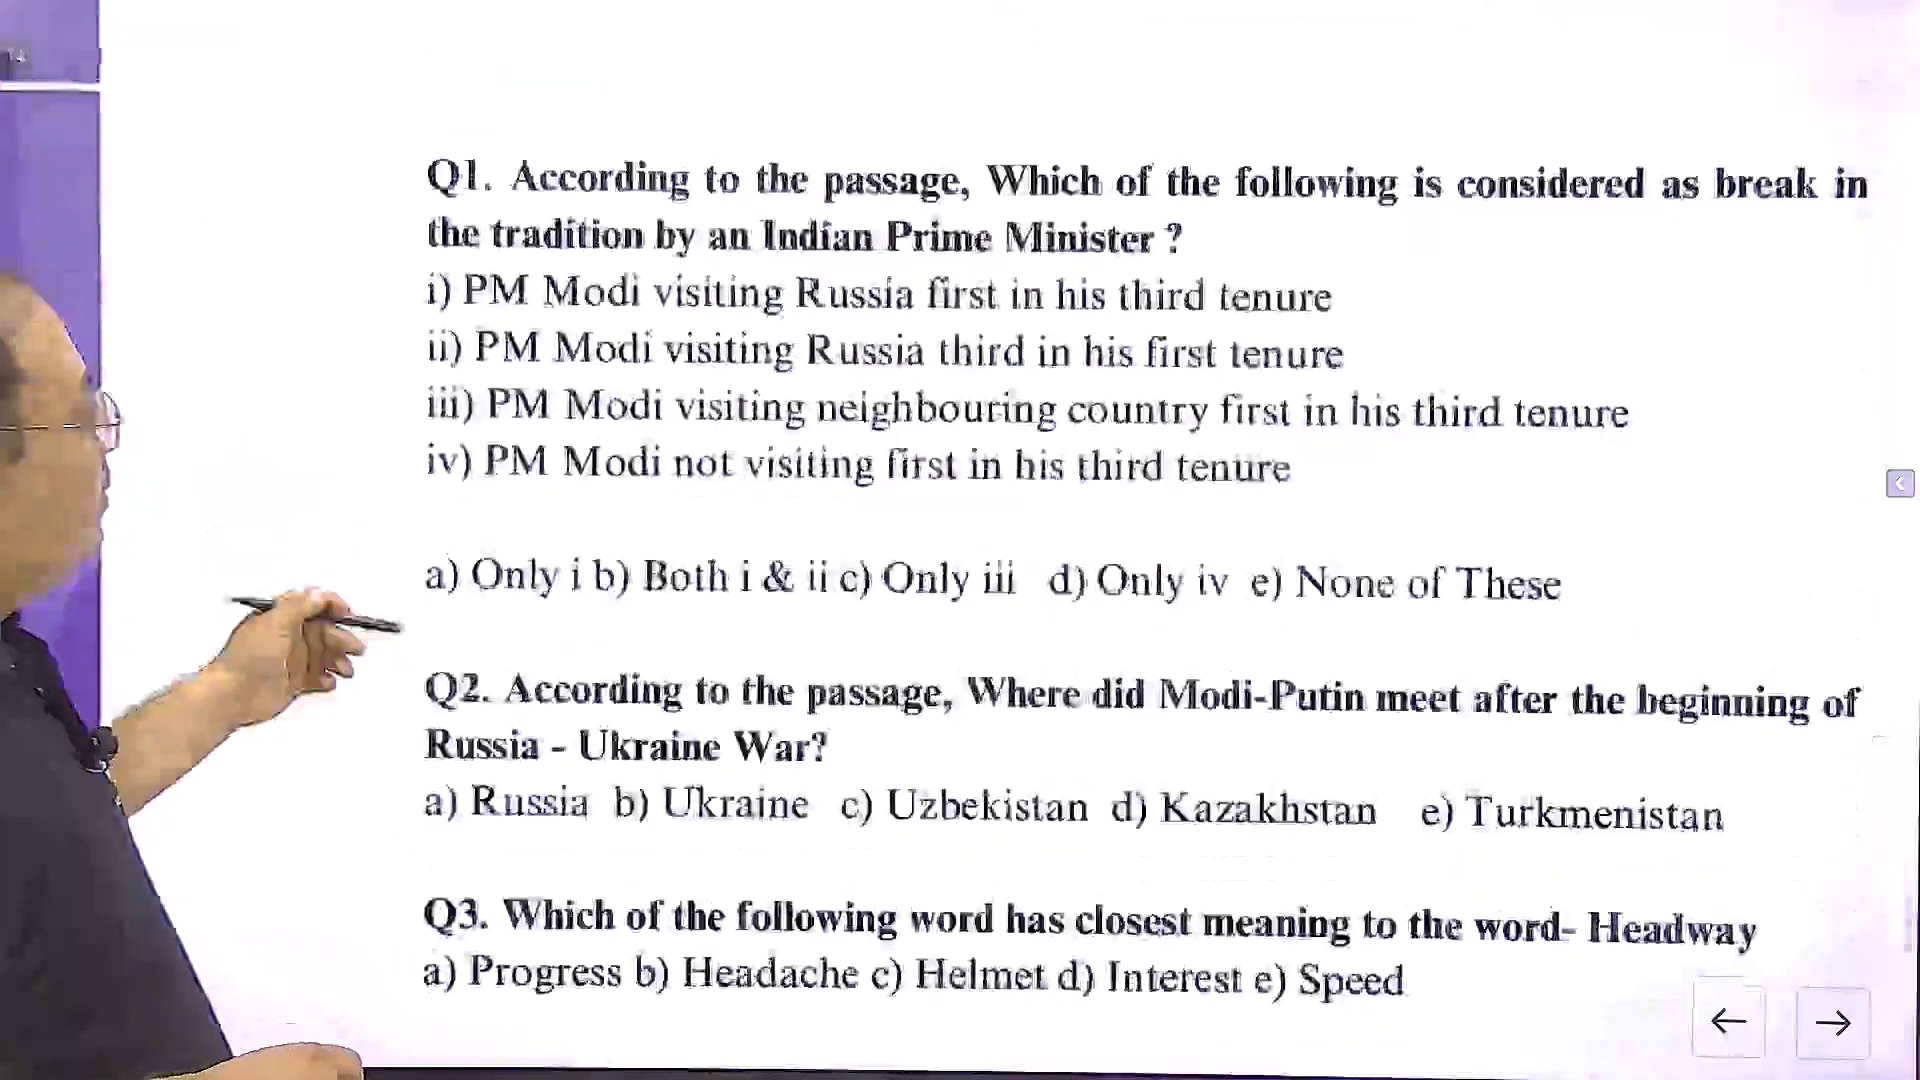 Q1. According to the passage, Which of the following is considered as break in
the tradition by an Indian Prime Minister ?
i) PM Modi visiting Russia first in his third tenure
ii) PM Modi visiting Russia third in his first tenure
iii) PM Modi visiting neighbouring country first in his third tenure
iv) PM Modi not visiting first in his third tenure
a) Only i b) Both i & ii c) Only iii d) Only iv e) None of These
Q2. According to the passage, Where did Modi-Putin meet after the beginning of
Russia - Ukraine War?
a) Russia b) Ukraine c) Uzbekistan d) Kazakhstan e) Turkmenistan
Q3. Which of the following word has closest meaning to the word- Headway
a) Progress b) Headache c) Helmet d) Interest e) Speed